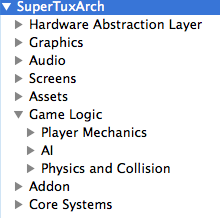 SuperTuxArch
Hardware Abstraction Layer
Graphics
Audio
Screens
Assets
Game Logic
Player Mechanics
AI
Physics and Collision
Addon
Core Systems